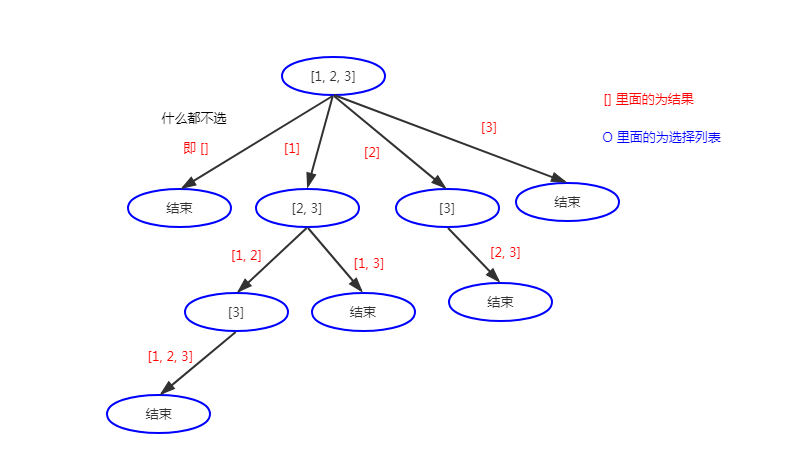 [1, 2, 3]
[] 里面的为结果
什么都不选
[3]
O 里面的为选择列表
即 []
[1]
[2]
结束
[2, 3]
[3]
结束
[1, 2]
[1, 3]
[2, 3]
[3]
结束
结束
[1, 2, 3]
结束